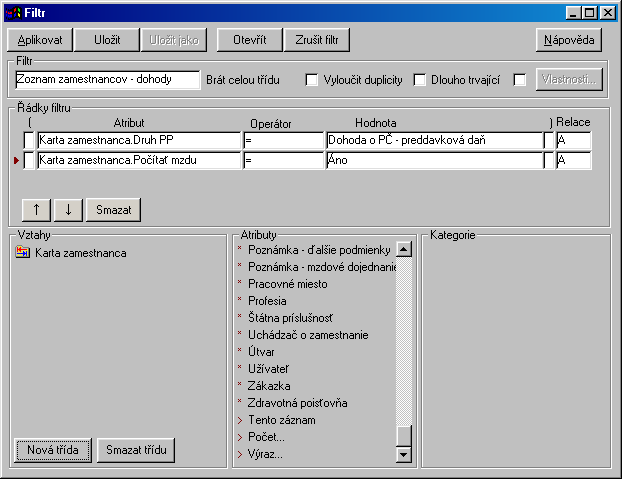 Filtr
Aplikovat Uložit Uložit jako Otevřít Zrušit filtr Nápověda
Filtr
Zoznam zamestnancov - dohody Brát celou třídu Vyloučit duplicity Dlouho trvající Vlastnosti...
Řádky filtru
( Atribut Operátor Hodnota ) Relace
Karta zamestnanca.Druh PP = Dohoda o PČ - preddavková daň A
Karta zamestnanca.Počítať mzdu = Áno A
↑ ↓ Smazat
Vztahy
Karta zamestnanca
Nová třída Smazat třídu
Atributy
* Poznámka - ďalšie podmienky
* Poznámka - mzdové dojednanie
* Pracovné miesto
* Profesia
* Štátna príslušnosť
* Uchádzač o zamestnanie
* Útvar
* Užívateľ
* Zákazka
* Zdravotná poisťovňa
> Tento záznam
> Počet...
> Výraz...
Kategorie